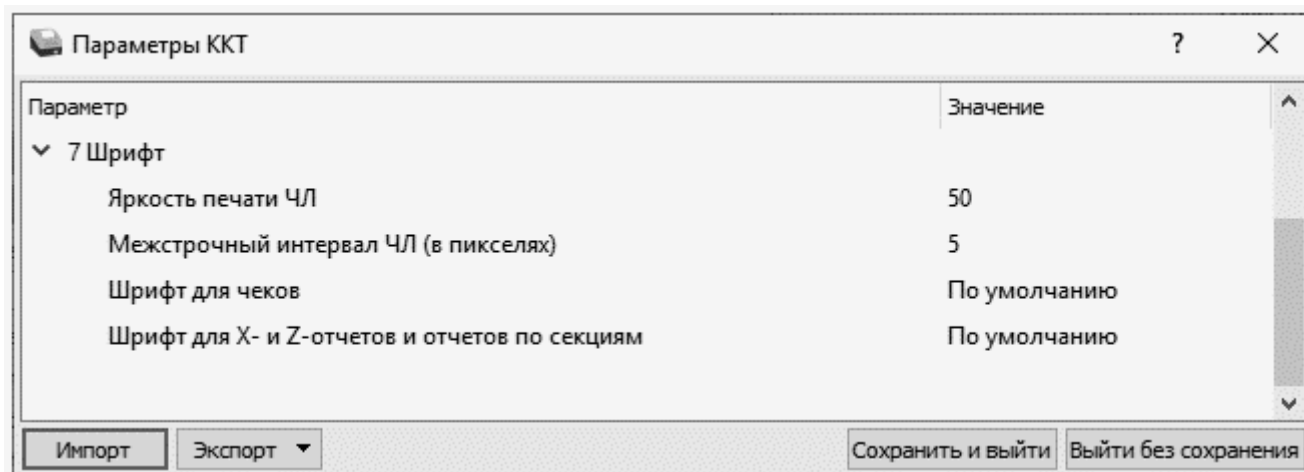 Параметры ККТ
Параметр Значение
7 Шрифт
Яркость печати ЧЛ 50
Межстрочный интервал ЧЛ (в пикселях) 5
Шрифт для чеков По умолчанию
Шрифт для X- и Z-отчетов и отчетов по секциям По умолчанию
Импорт Экспорт Сохранить и выйти Выйти без сохранения